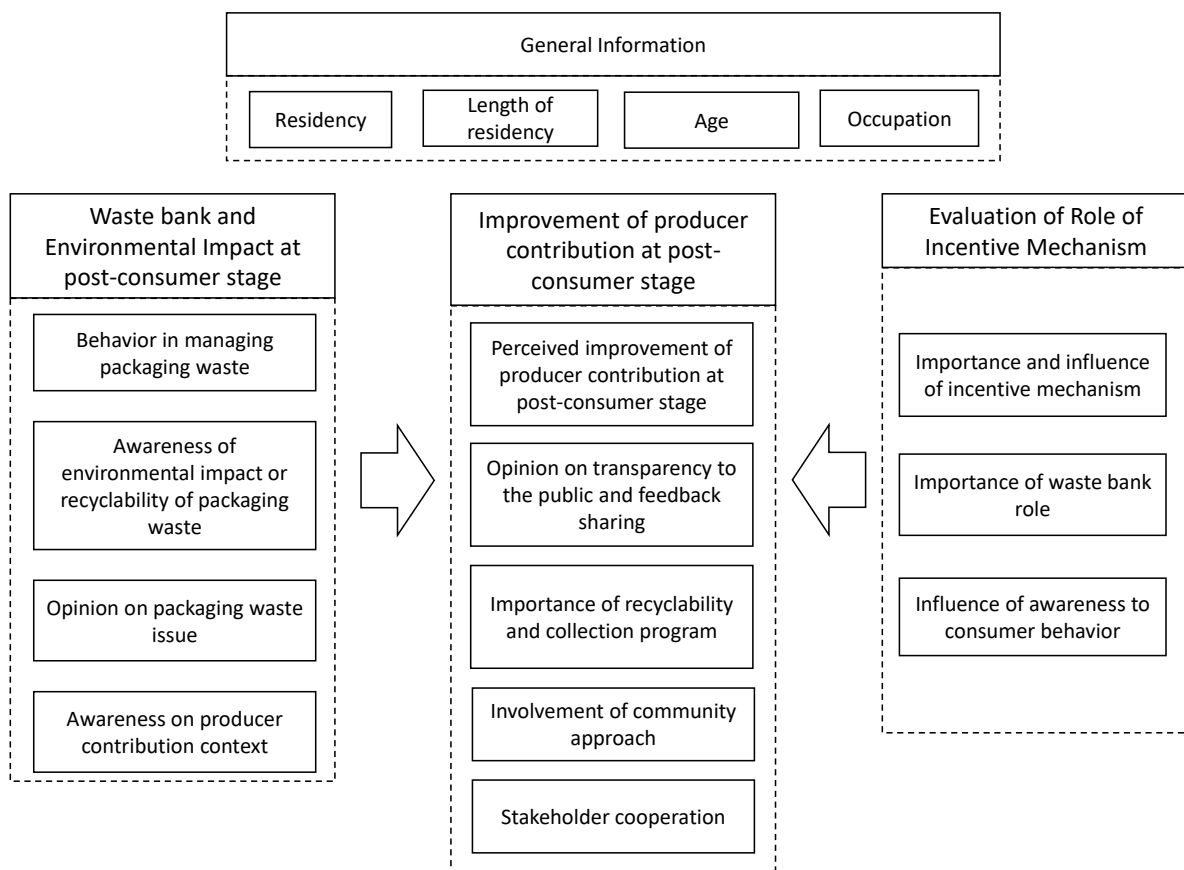 General Information
Residency
Length of
residency
Age
Occupation
Waste bank and
Environmental Impact at
post-consumer stage
Behavior in managing
packaging waste
Awareness of
environmental impact or
recyclability of packaging
waste
Opinion on packaging waste
issue
Awareness on producer
contribution context
Improvement of producer
contribution at post-
consumer stage
Perceived improvement of
producer contribution at
post-consumer stage
Opinion on transparency to
the public and feedback
sharing
Importance of recyclability
and collection program
Involvement of community
approach
Stakeholder cooperation
Evaluation of Role of
Incentive Mechanism
Importance and influence
of incentive mechanism
Importance of waste bank
role
Influence of awareness to
consumer behavior